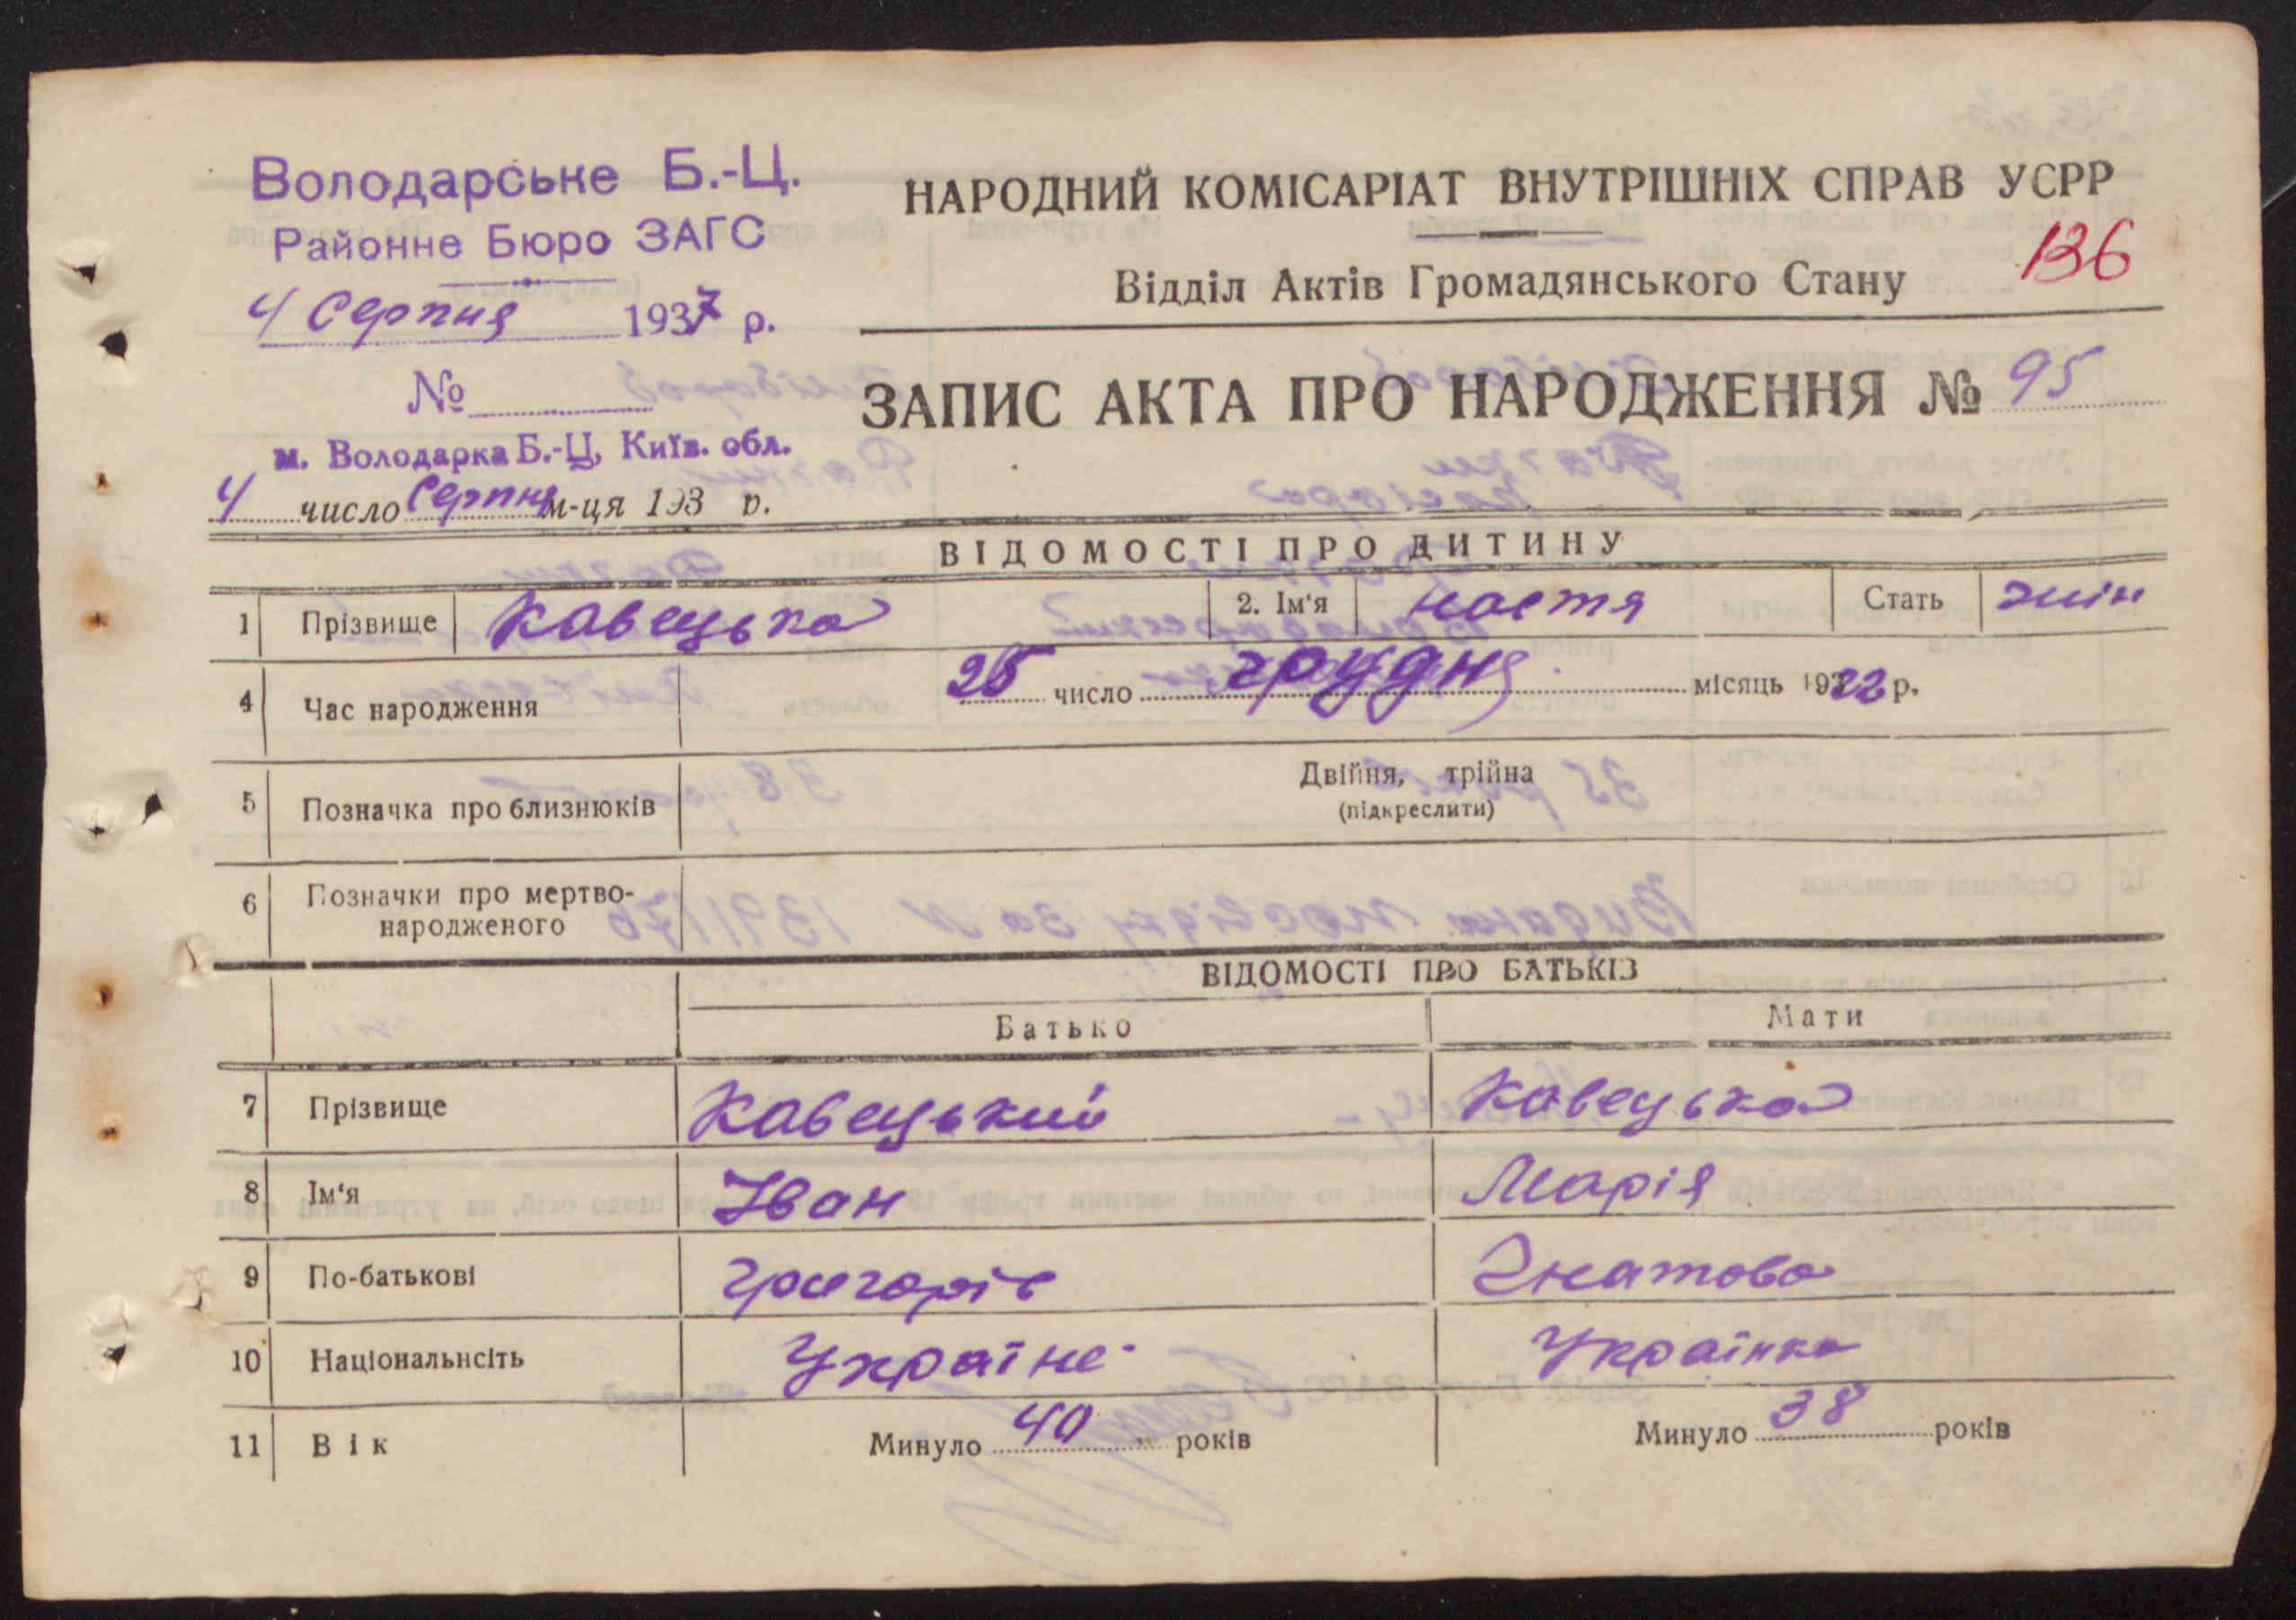 Володарське Б.-Ц.
Районне Бюро ЗАГС
4 Серпня 1937 р.
№
м. Володарка Б.-Ц, Київ. обл.
4 число Серпня м-ця 193 р.
НАРОДНИЙ КОМІСАРІАТ ВНУТРІШНІХ СПРАВ УСРР
136
Відділ Актів Громадянського Стану
ЗАПИС АКТА ПРО НАРОДЖЕННЯ № 95
ВІДОМОСТІ ПРО ДИТИНУ
1 Прізвище Кавецька 2. Ім'я Настя Стать жін
4 Час народження 25 число грудня місяць 1922 р.
5 Позначка про близнюків Двійня, трійна
(підкреслити)
6 Позначки про мертво-
народженого
ВІДОМОСТІ ПРО БАТЬКІВ
Батько Мати
7 Прізвище Кавецький Кавецька
8 Ім'я Іван Марія
9 По-батькові Григорів Гнатова
10 Національнсіть Україне Українка
11 Вік Минуло 40 років Минуло 38 років